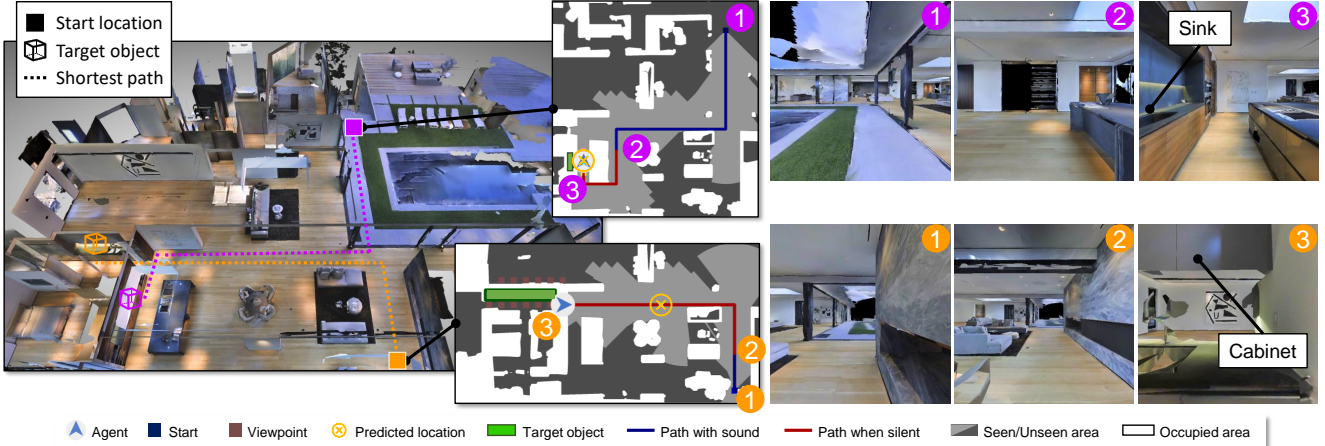 Start location
Target object
Shortest path
1
2
3
1
2
3
Sink
3
2
1
1
2
3
Cabinet
Agent Start Viewpoint Predicted location Target object Path with sound Path when silent Seen/Unseen area Occupied area